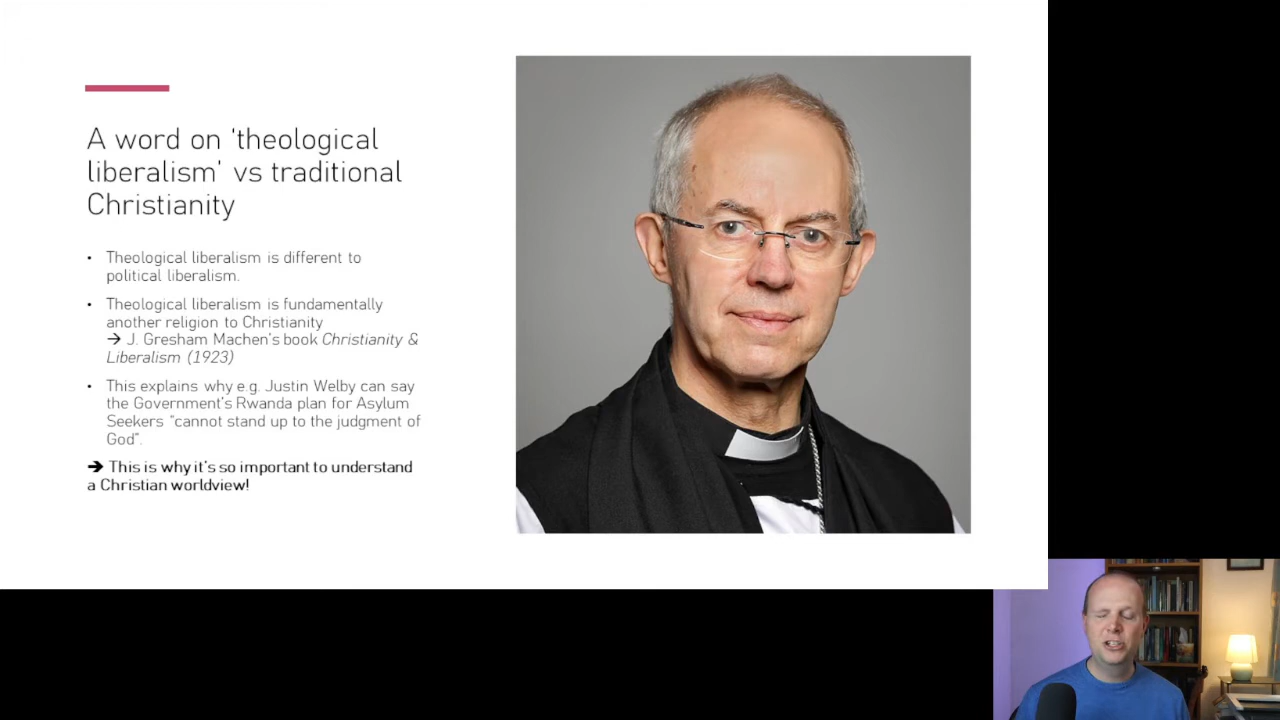 A word on 'theological
liberalism' vs traditional
Christianity
• Theological liberalism is different to
political liberalism.
• Theological liberalism is fundamentally
another religion to Christianity
→ J. Gresham Machen's book Christianity &
Liberalism (1923)
• This explains why e.g. Justin Welby can say
the Government's Rwanda plan for Asylum
Seekers "cannot stand up to the judgment of
God".
→ This is why it's so important to understand
a Christian worldview!